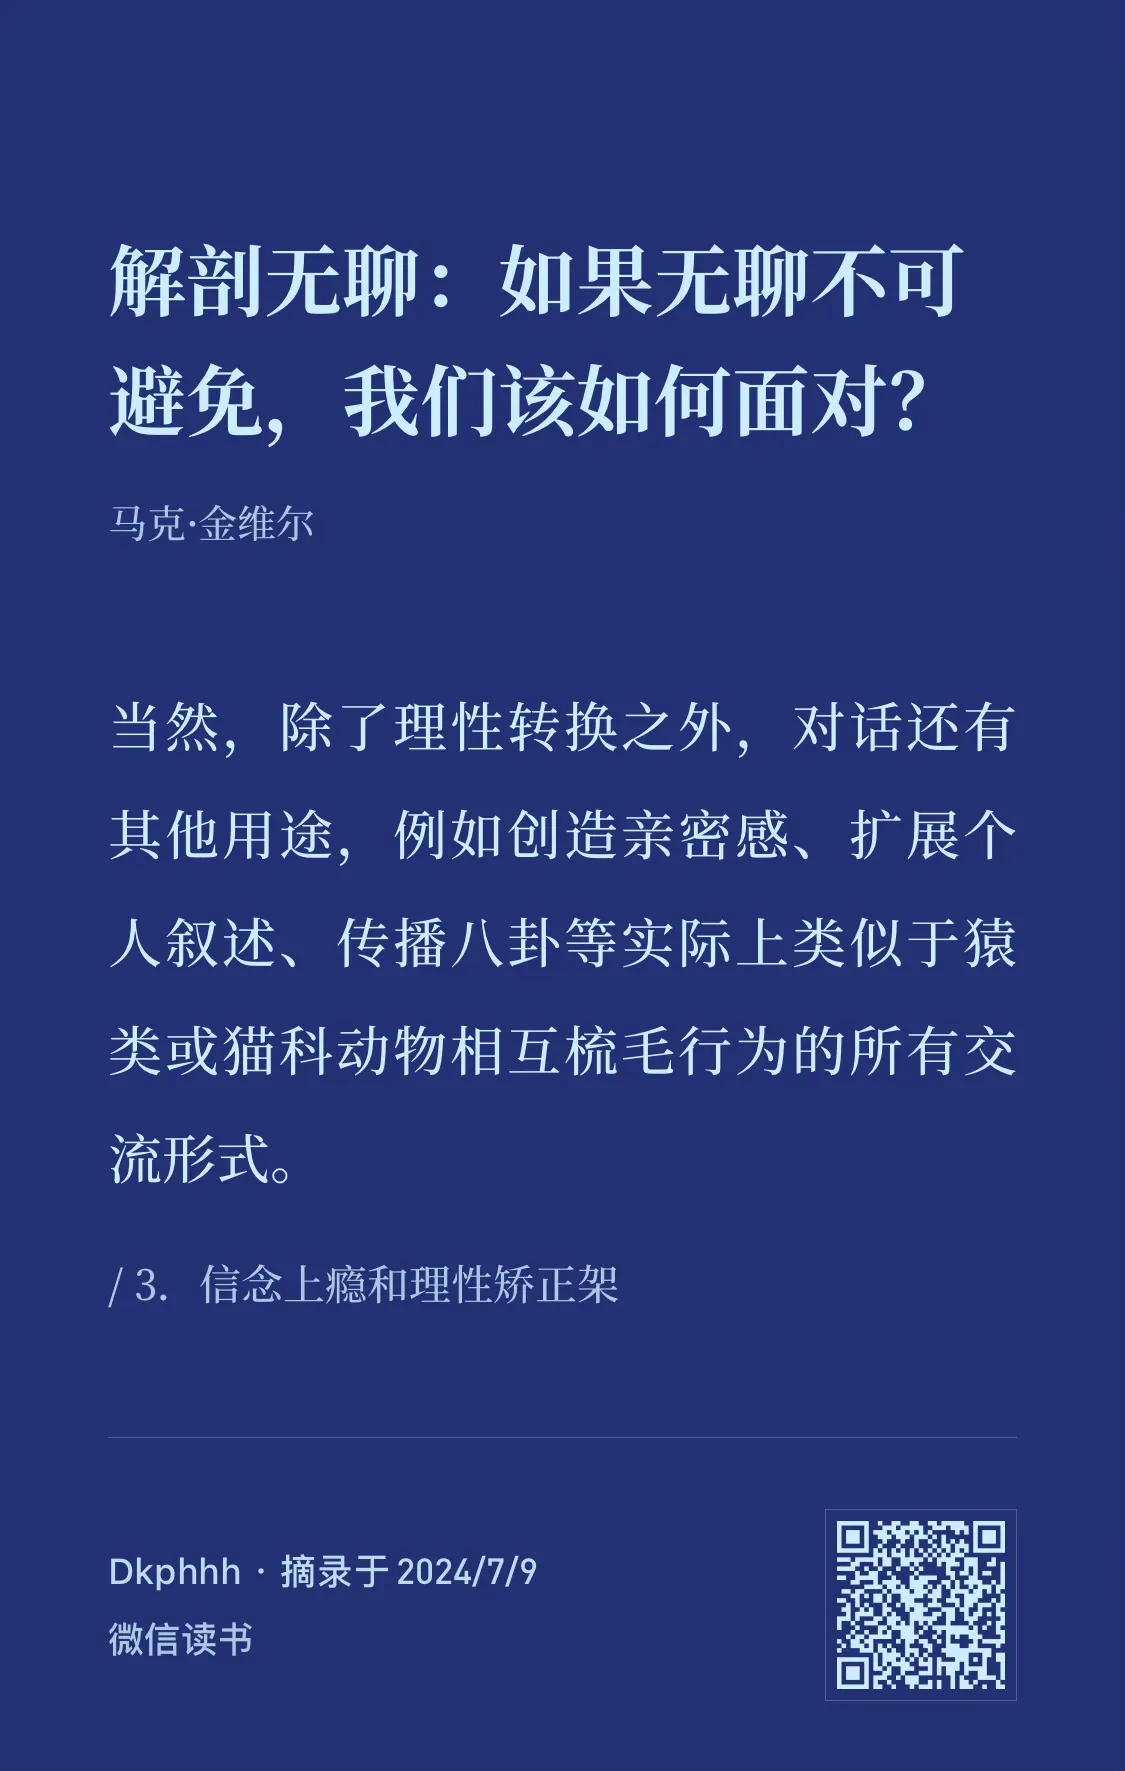 解剖无聊：如果无聊不可
避免，我们该如何面对？
马克·金维尔
当然，除了理性转换之外，对话还有
其他用途，例如创造亲密感、扩展个
人叙述、传播八卦等实际上类似于猿
类或猫科动物相互梳毛行为的所有交
流形式。
/ 3. 信念上瘾和理性矫正架
Dkphhh · 摘录于 2024/7/9
微信读书